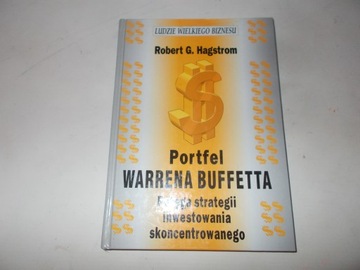 LUDZIE WIELKIEGO BIZNESU
Robert G. Hagstrom
Portfel
WARRENA BUFFETTA
strategii
inwestowania
skoncentrowanego